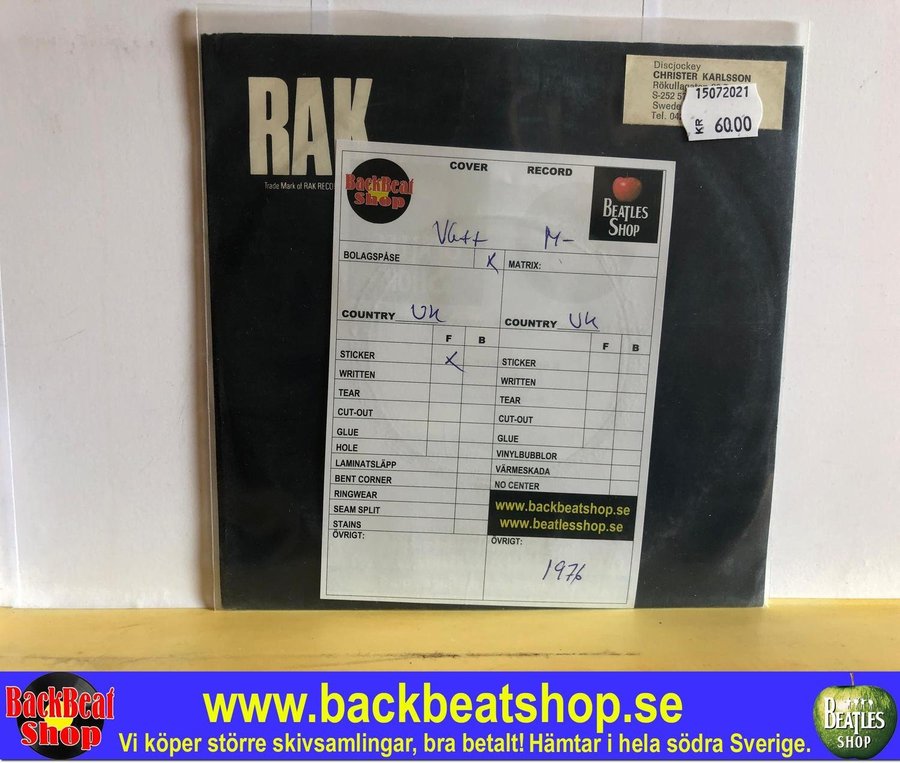 RAK
Trade Mark of RAK RECO
Discjockey
CHRISTER KARLSSON
S-252 57
Swede
Tel. 04
15072021
KR 60.00
BackBeat
Shop
COVER
RECORD
BEATLES
SHOP
VG++
M-
BOLAGSPÅSE X
MATRIX:
COUNTRY UK
COUNTRY UK
F B
F B
STICKER X
WRITTEN
TEAR
CUT-OUT
GLUE
HOLE
LAMINATSLÄPP
BENT CORNER
RINGWEAR
SEAM SPLIT
STAINS
ÖVRIGT:
STICKER
WRITTEN
TEAR
CUT-OUT
GLUE
VINYLBUBBLOR
VÄRMESKADA
NO CENTER
www.backbeatshop.se
www.beatlesshop.se
ÖVRIGT:
1976
BackBeat
Shop
www.backbeatshop.se
Vi köper större skivsamlingar, bra betalt! Hämtar i hela södra Sverige.
BEATLES
SHOP